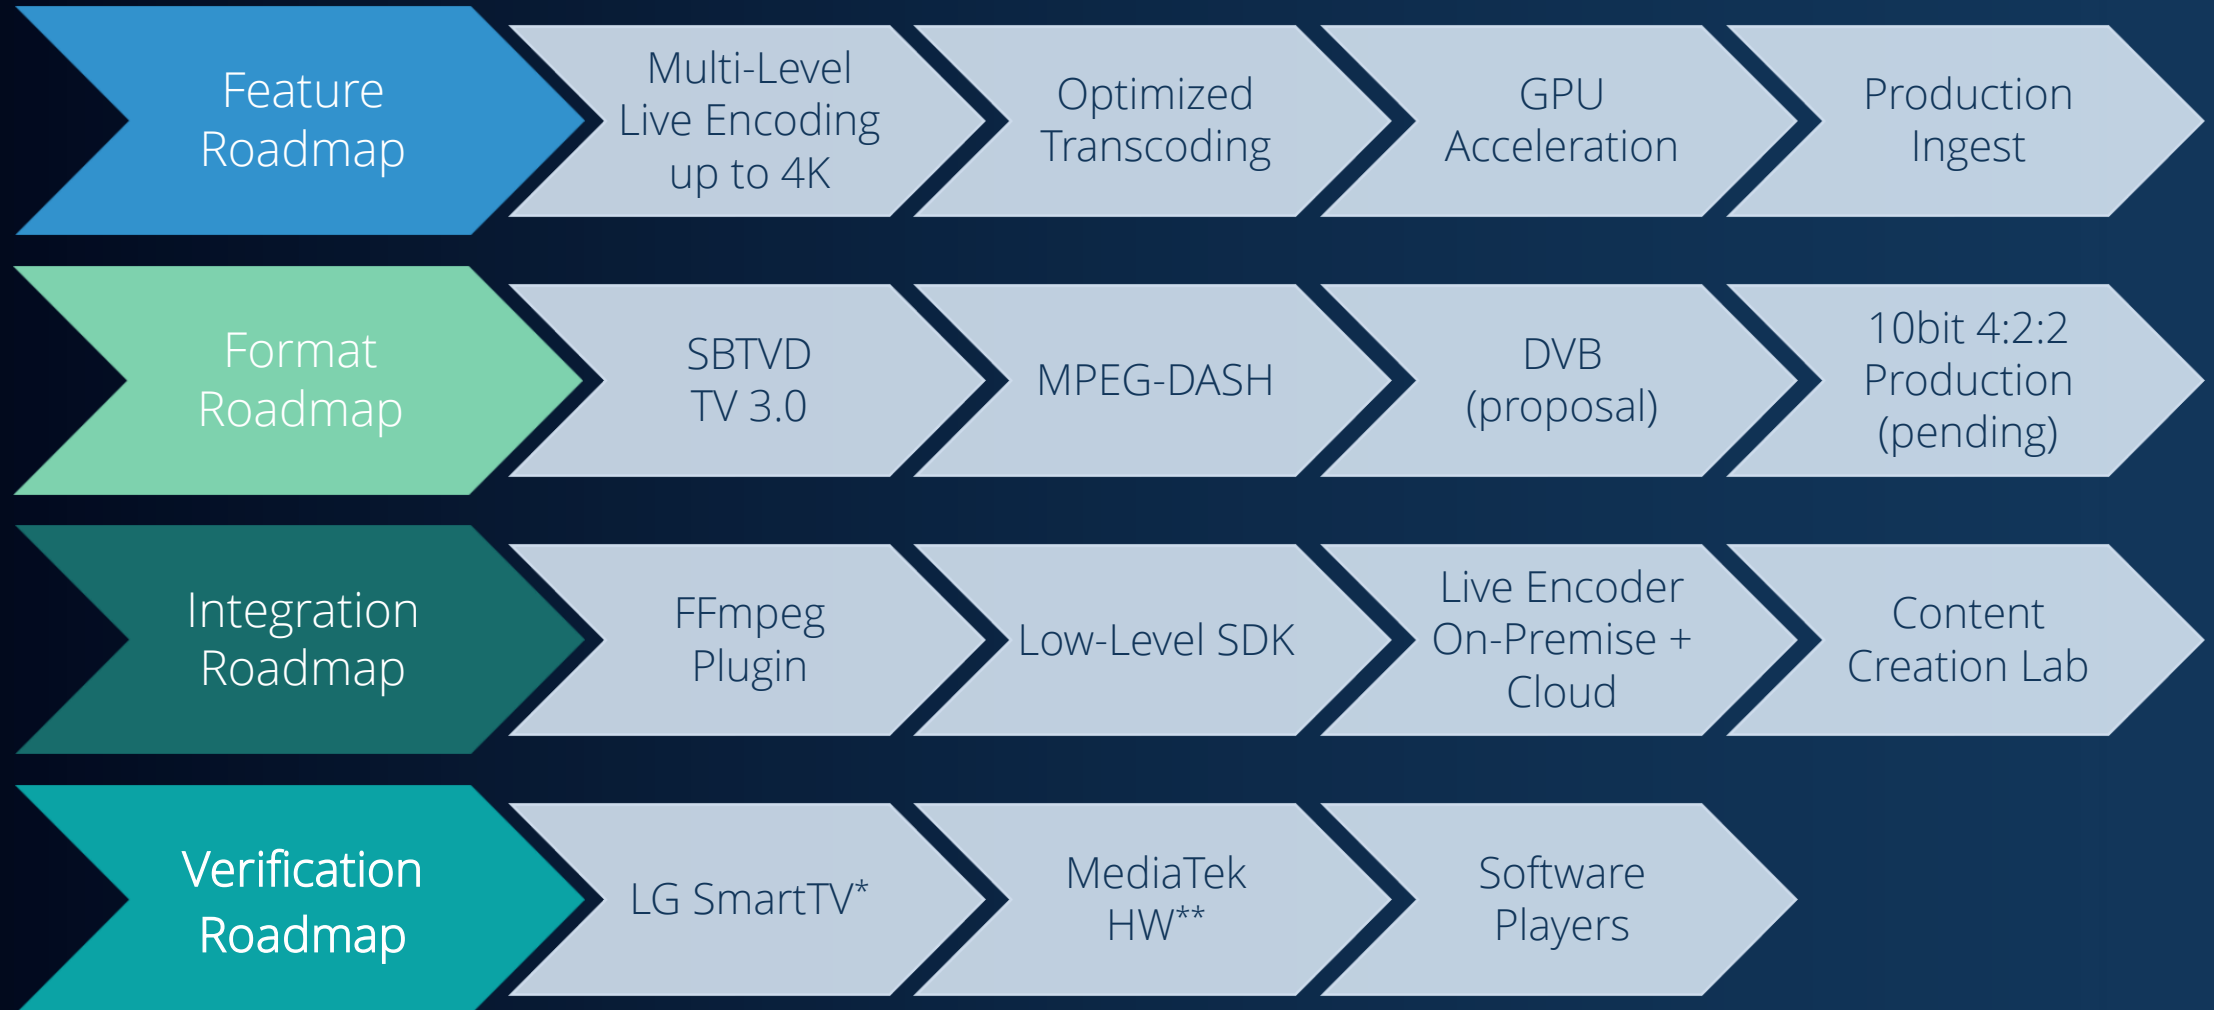 Feature
Roadmap
Multi-Level
Live Encoding
up to 4K
Optimized
Transcoding
GPU
Acceleration
Production
Ingest
Format
Roadmap
SBTVD
TV 3.0
MPEG-DASH
DVB
(proposal)
10bit 4:2:2
Production
(pending)
Integration
Roadmap
FFmpeg
Plugin
Low-Level SDK
Live Encoder
On-Premise +
Cloud
Content
Creation Lab
Verification
Roadmap
LG SmartTV*
MediaTek
HW**
Software
Players